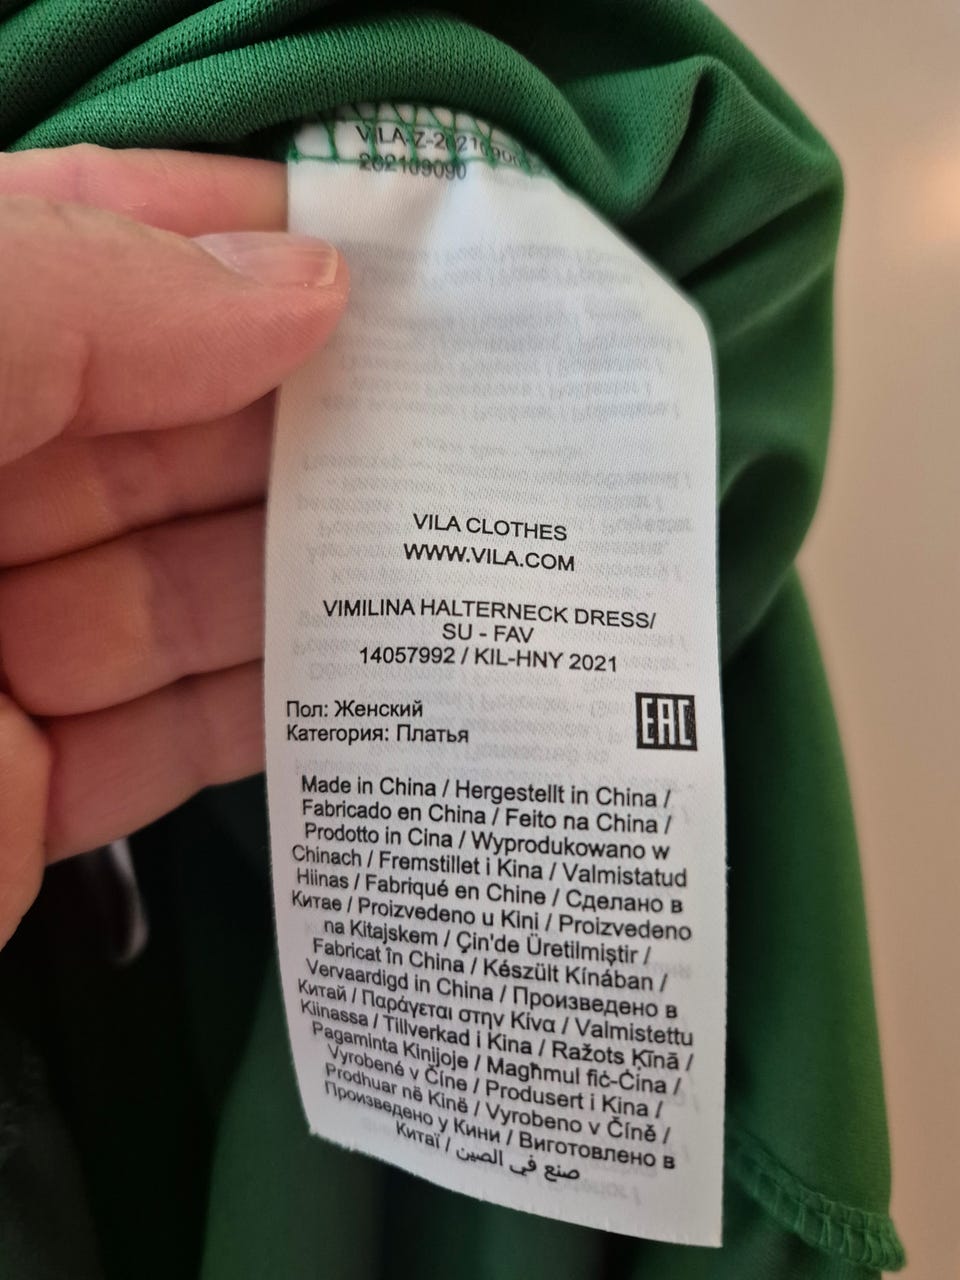 VILA-Z-2021090
202109090
VILA CLOTHES
WWW.VILA.COM
VIMILINA HALTERNECK DRESS/
SU - FAV
14057992 / KIL-HNY 2021
Пол: Женский
Категория: Платья
EAC
Made in China / Hergestellt in China /
Fabricado en China / Feito na China /
Prodotto in Cina / Wyprodukowano w
Chinach / Fremstillet i Kina / Valmistatud
Hiinas / Fabriqué en Chine / Сделано в
Китае / Proizvedeno u Kini / Proizvedeno
na Kitajskem / Çin'de Üretilmiştir /
Fabricat în China / Készült Kínában /
Vervaardigd in China / Произведено в
Китай / Παράγεται στην Κίνα / Valmistettu
Kiinassa / Tillverkad i Kina / Ražots Ķīnā /
Pagaminta Kinijoje / Magħmul fiċ-Ċina /
Vyrobené v Číne / Produsert i Kina /
Prodhuar në Kinë / Vyrobeno v Číně /
Произведено у Кини / Виготовлено в
Китаї / صنع في الصين